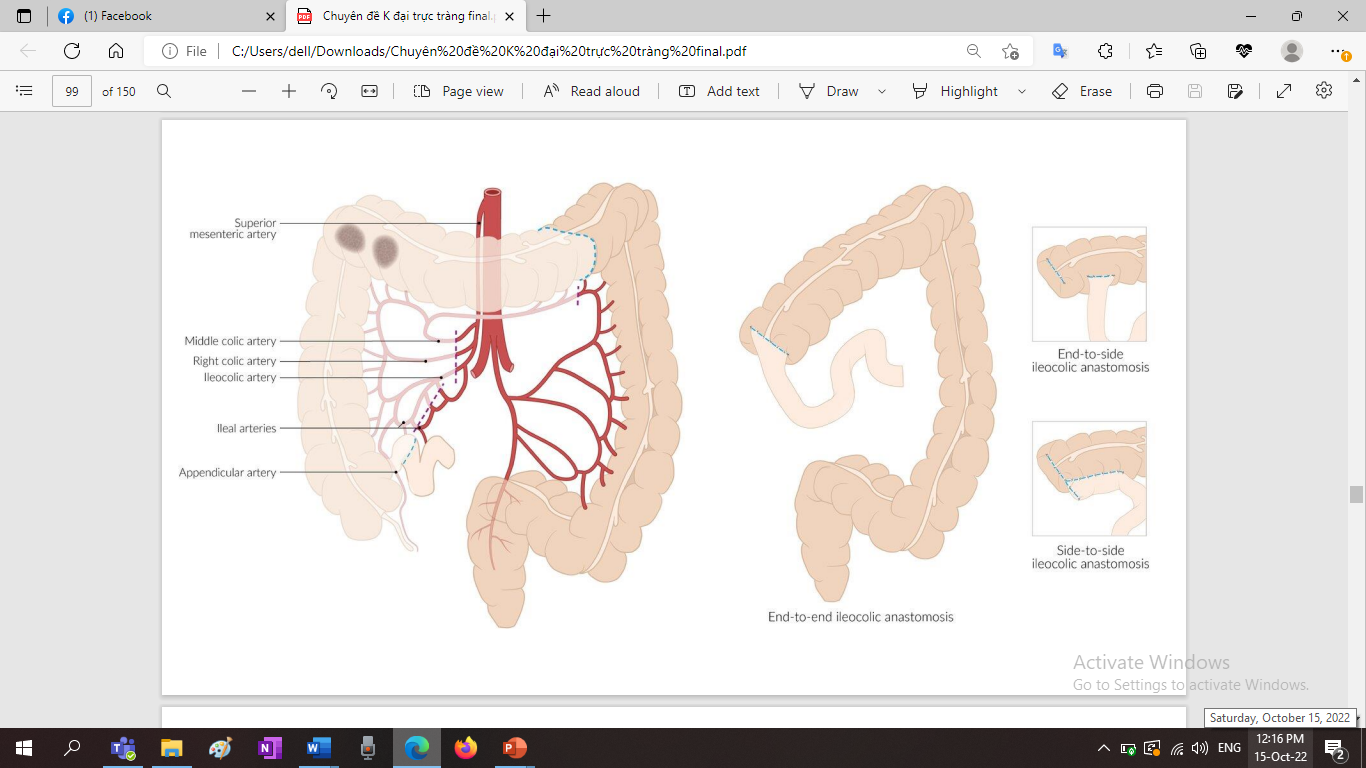 (1) Facebook
Chuyên đề K đại trực tràng final.
File
C:/Users/dell/Downloads/Chuyên%20đề%20K%20đại%20trực%20tràng%20final.pdf
99 of 150
Page view
Read aloud
Add text
Draw
Highlight
Erase
Superior
mesenteric artery
Middle colic artery
Right colic artery
Ileocolic artery
Ileal arteries
Appendicular artery
End-to-side
ileocolic anastomosis
Side-to-side
ileocolic anastomosis
End-to-end ileocolic anastomosis
Activate Windows
Go to Settings to activate Windows.
Saturday, October 15, 2022
ENG
12:16 PM
15-Oct-22
2